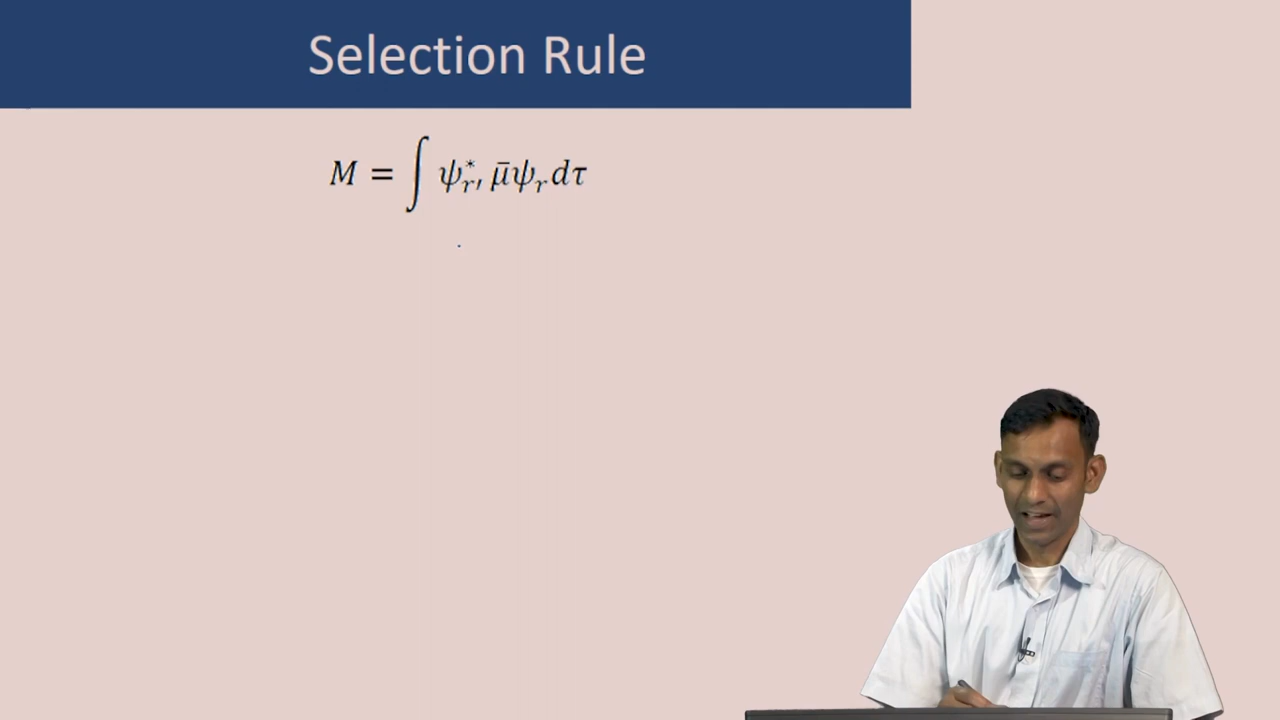 Selection Rule
M = ∫ ψ*r′ μ̄ψr dτ